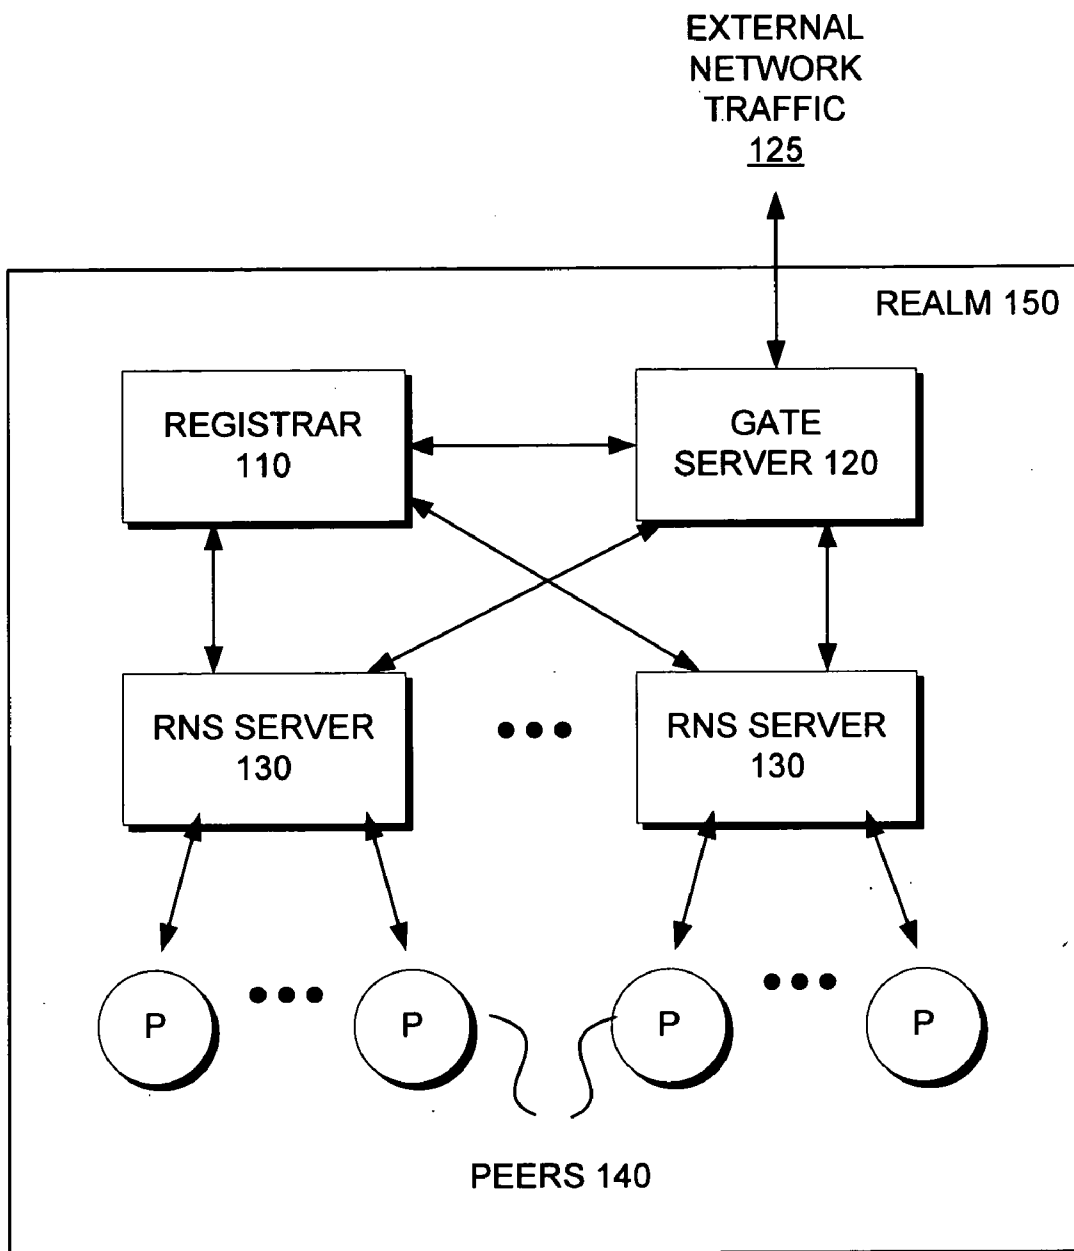 EXTERNAL
NETWORK
TRAFFIC
125
REALM 150
REGISTRAR
110
GATE
SERVER 120
RNS SERVER
130
RNS SERVER
130
P
P
P
P
PEERS 140